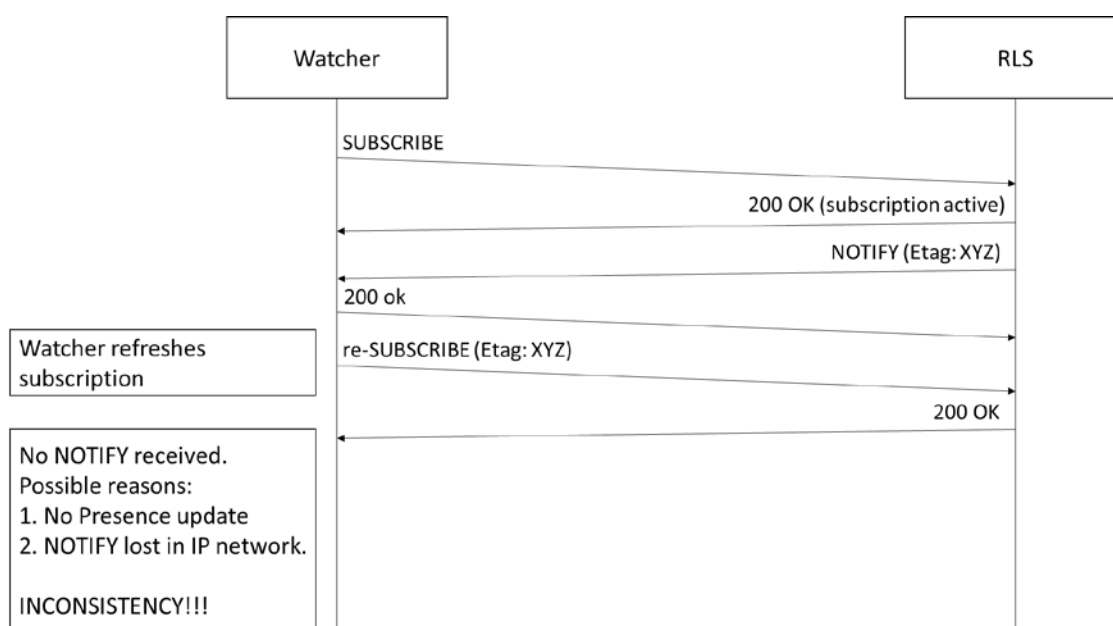 Watcher
RLS
SUBSCRIBE
200 OK (subscription active)
NOTIFY (Etag: XYZ)
200 ok
Watcher refreshes
subscription
re-SUBSCRIBE (Etag: XYZ)
200 OK
No NOTIFY received.
Possible reasons:
1. No Presence update
2. NOTIFY lost in IP network.
INCONSISTENCY!!!